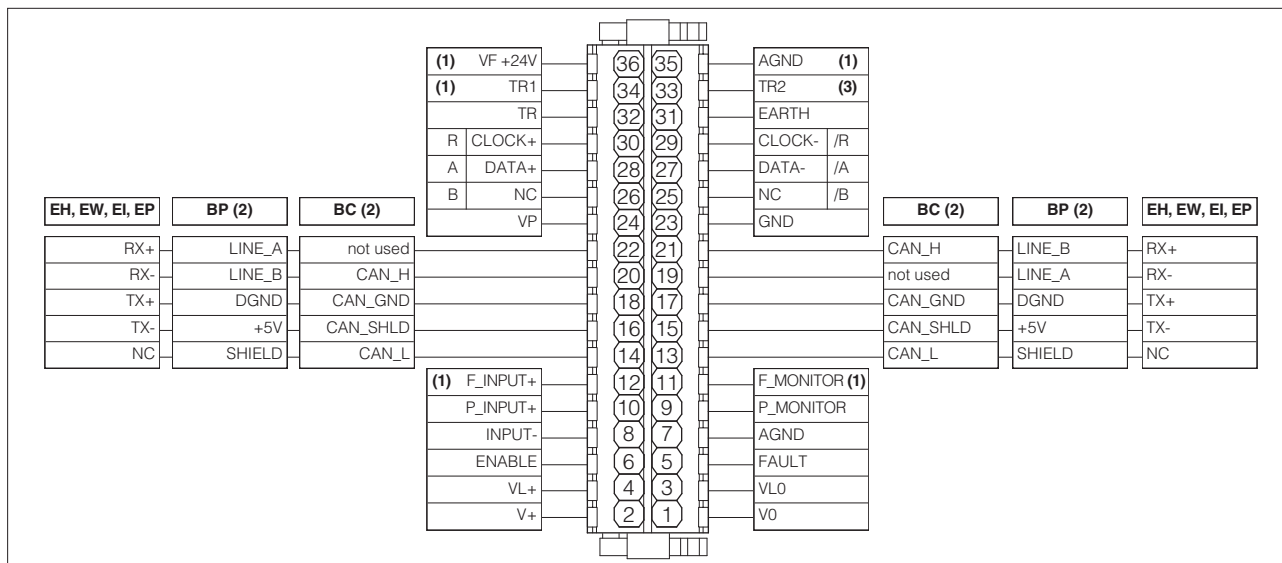 (1) VF +24V 36 35 AGND (1)
(1) TR1 34 33 TR2 (3)
TR 32 31 EARTH
R CLOCK+ 30 29 CLOCK- /R
A DATA+ 28 27 DATA- /A
B NC 26 25 NC /B
EH, EW, EI, EP BP (2) BC (2) VP 24 23 GND BC (2) BP (2) EH, EW, EI, EP
RX+ LINE_A not used 22 21 CAN_H LINE_B RX+
RX- LINE_B CAN_H 20 19 not used LINE_A RX-
TX+ DGND CAN_GND 18 17 CAN_GND DGND TX+
TX- +5V CAN_SHLD 16 15 CAN_SHLD +5V TX-
NC SHIELD CAN_L 14 13 CAN_L SHIELD NC
(1) F_INPUT+ 12 11 F_MONITOR (1)
P_INPUT+ 10 9 P_MONITOR
INPUT- 8 7 AGND
ENABLE 6 5 FAULT
VL+ 4 3 VL0
V+ 2 1 V0